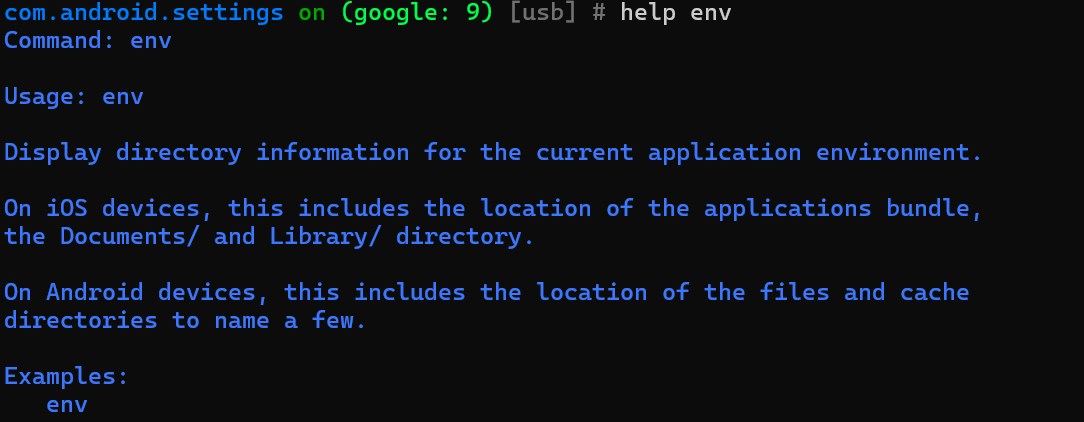 com.android.settings on (google: 9) [usb] # help env
Command: env
Usage: env
Display directory information for the current application environment.
On iOS devices, this includes the location of the applications bundle,
the Documents/ and Library/ directory.
On Android devices, this includes the location of the files and cache
directories to name a few.
Examples:
env